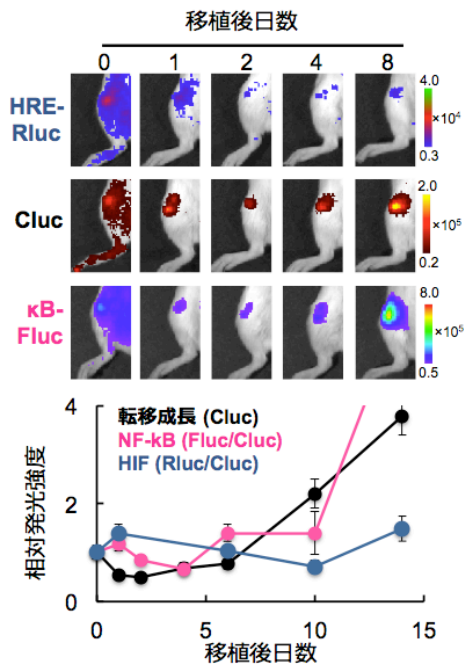 移植後日数
0 1 2 4 8
HRE-
Rluc
4.0
×10⁴
0.3
Cluc
2.0
×10⁵
0.2
κB-
Fluc
8.0
×10⁵
0.5
4
転移成長 (Cluc)
NF-kB (Fluc/Cluc)
HIF (Rluc/Cluc)
相対発光強度
2
0
0 5 10 15
移植後日数